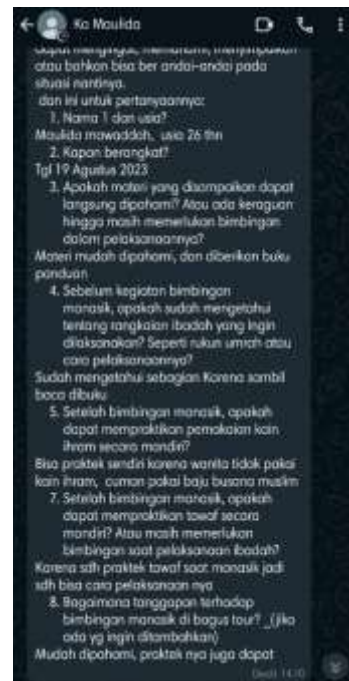 Ka Maulida
dapat mengingat, memahami, menyimpulkan
atau bahkan bisa ber andai-andai pada
situasi nantinya.
dan ini untuk pertanyaannya:
1. Nama 1 dan usia?
Maulida mawaddah, usia 26 thn
2. Kapan berangkat?
Tgl 19 Agustus 2023
3. Apakah materi yang disampaikan dapat
langsung dipahami? Atau ada keraguan
hingga masih memerlukan bimbingan
dalam pelaksanaannya?
Materi mudah dipahami, dan diberikan buku
panduan
4. Sebelum kegiatan bimbingan
manasik, apakah sudah mengetahui
tentang rangkaian ibadah yang ingin
dilaksanakan? Seperti rukun umrah atau
cara pelaksanaannya?
Sudah mengetahui sebagian Karena sambil
baca dibuku
5. Setelah bimbingan manasik, apakah
dapat mempraktikan pemakaian kain
ihram secara mandiri?
Bisa praktek sendiri karena wanita tidak pakai
kain ihram, cuman pakai baju busana muslim
7. Setelah bimbingan manasik, apakah
dapat mempraktikan tawaf secara
mandiri? Atau masih memerlukan
bimbingan saat pelaksanaan ibadah?
Karena sdh praktek tawaf saat manasik jadi
sdh bisa cara pelaksanaan nya
8. Bagaimana tanggapan terhadap
bimbingan manasik di bagus tour? _(jika
ada yg ingin ditambahkan)
Mudah dipahami, praktek nya juga dapat